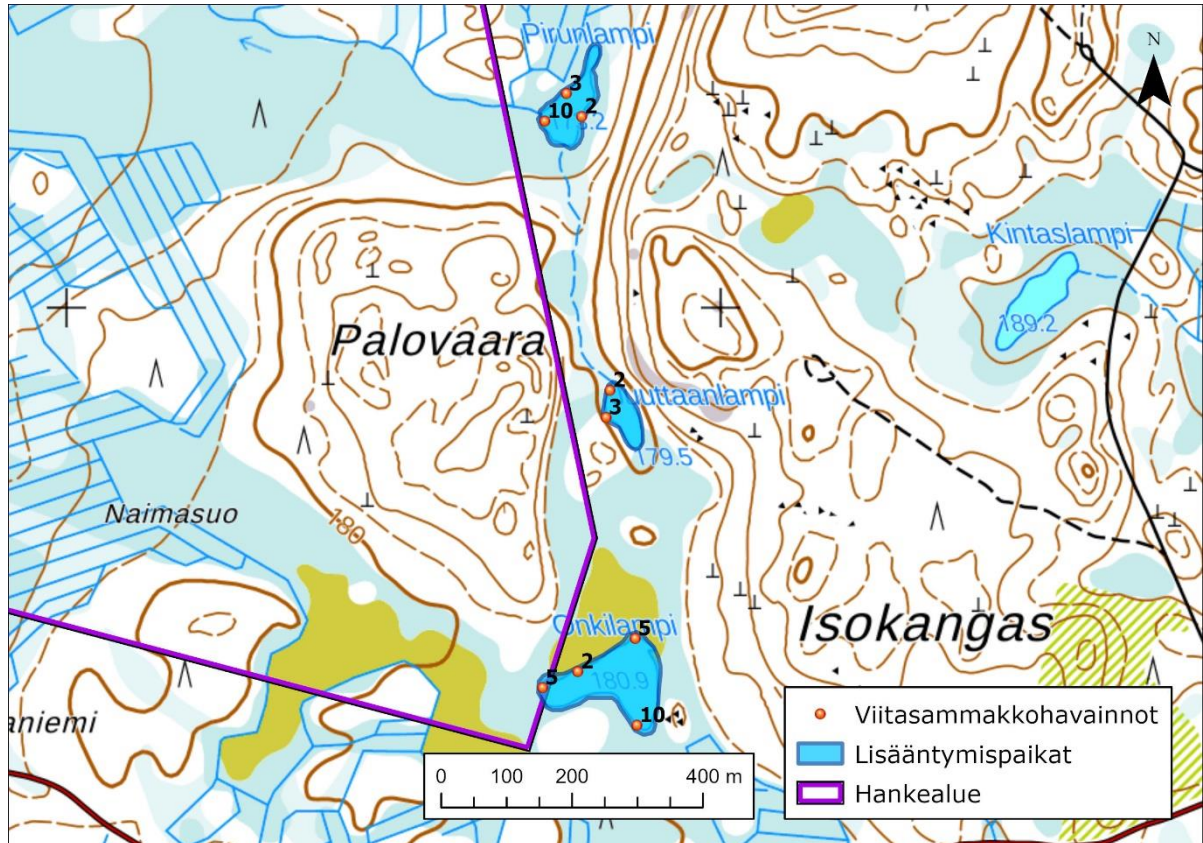 N
Pirunlampi
3
10
2
Kintaslampi
189.2
Palovaara
2
uuttaanlampi
3
179.5
Naimasuo
180
Isokangas
Onkilampi
5
2
5
180.9
10
aniemi
0 100 200 400 m
Viitasammakkohavainnot
Lisääntymispaikat
Hankealue